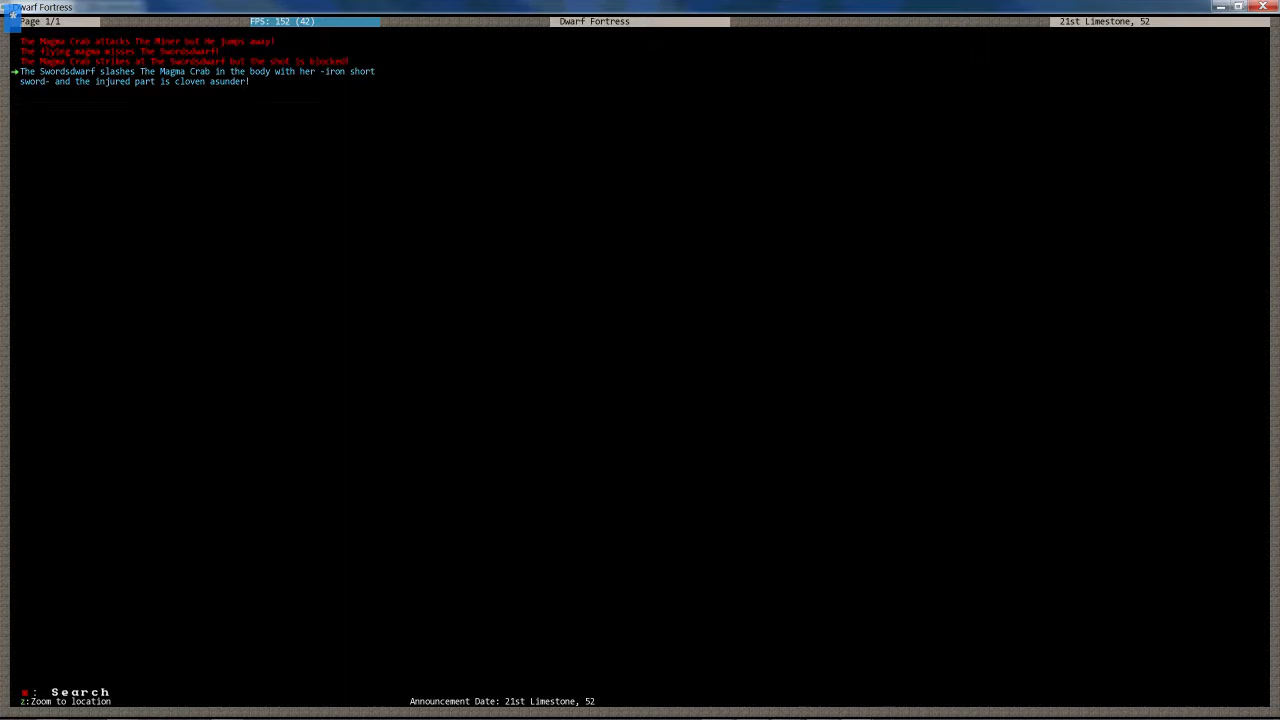 Dwarf Fortress
Page 1/1 FPS: 152 (42) Dwarf Fortress 21st Limestone, 52
The Magma Crab attacks The Miner but He jumps away!
The flying magma misses The Swordsdwarf!
The Magma Crab strikes at The Swordsdwarf but the shot is blocked!
The Swordsdwarf slashes The Magma Crab in the body with her -iron short
sword- and the injured part is cloven asunder!
: Search
z:Zoom to location Announcement Date: 21st Limestone, 52